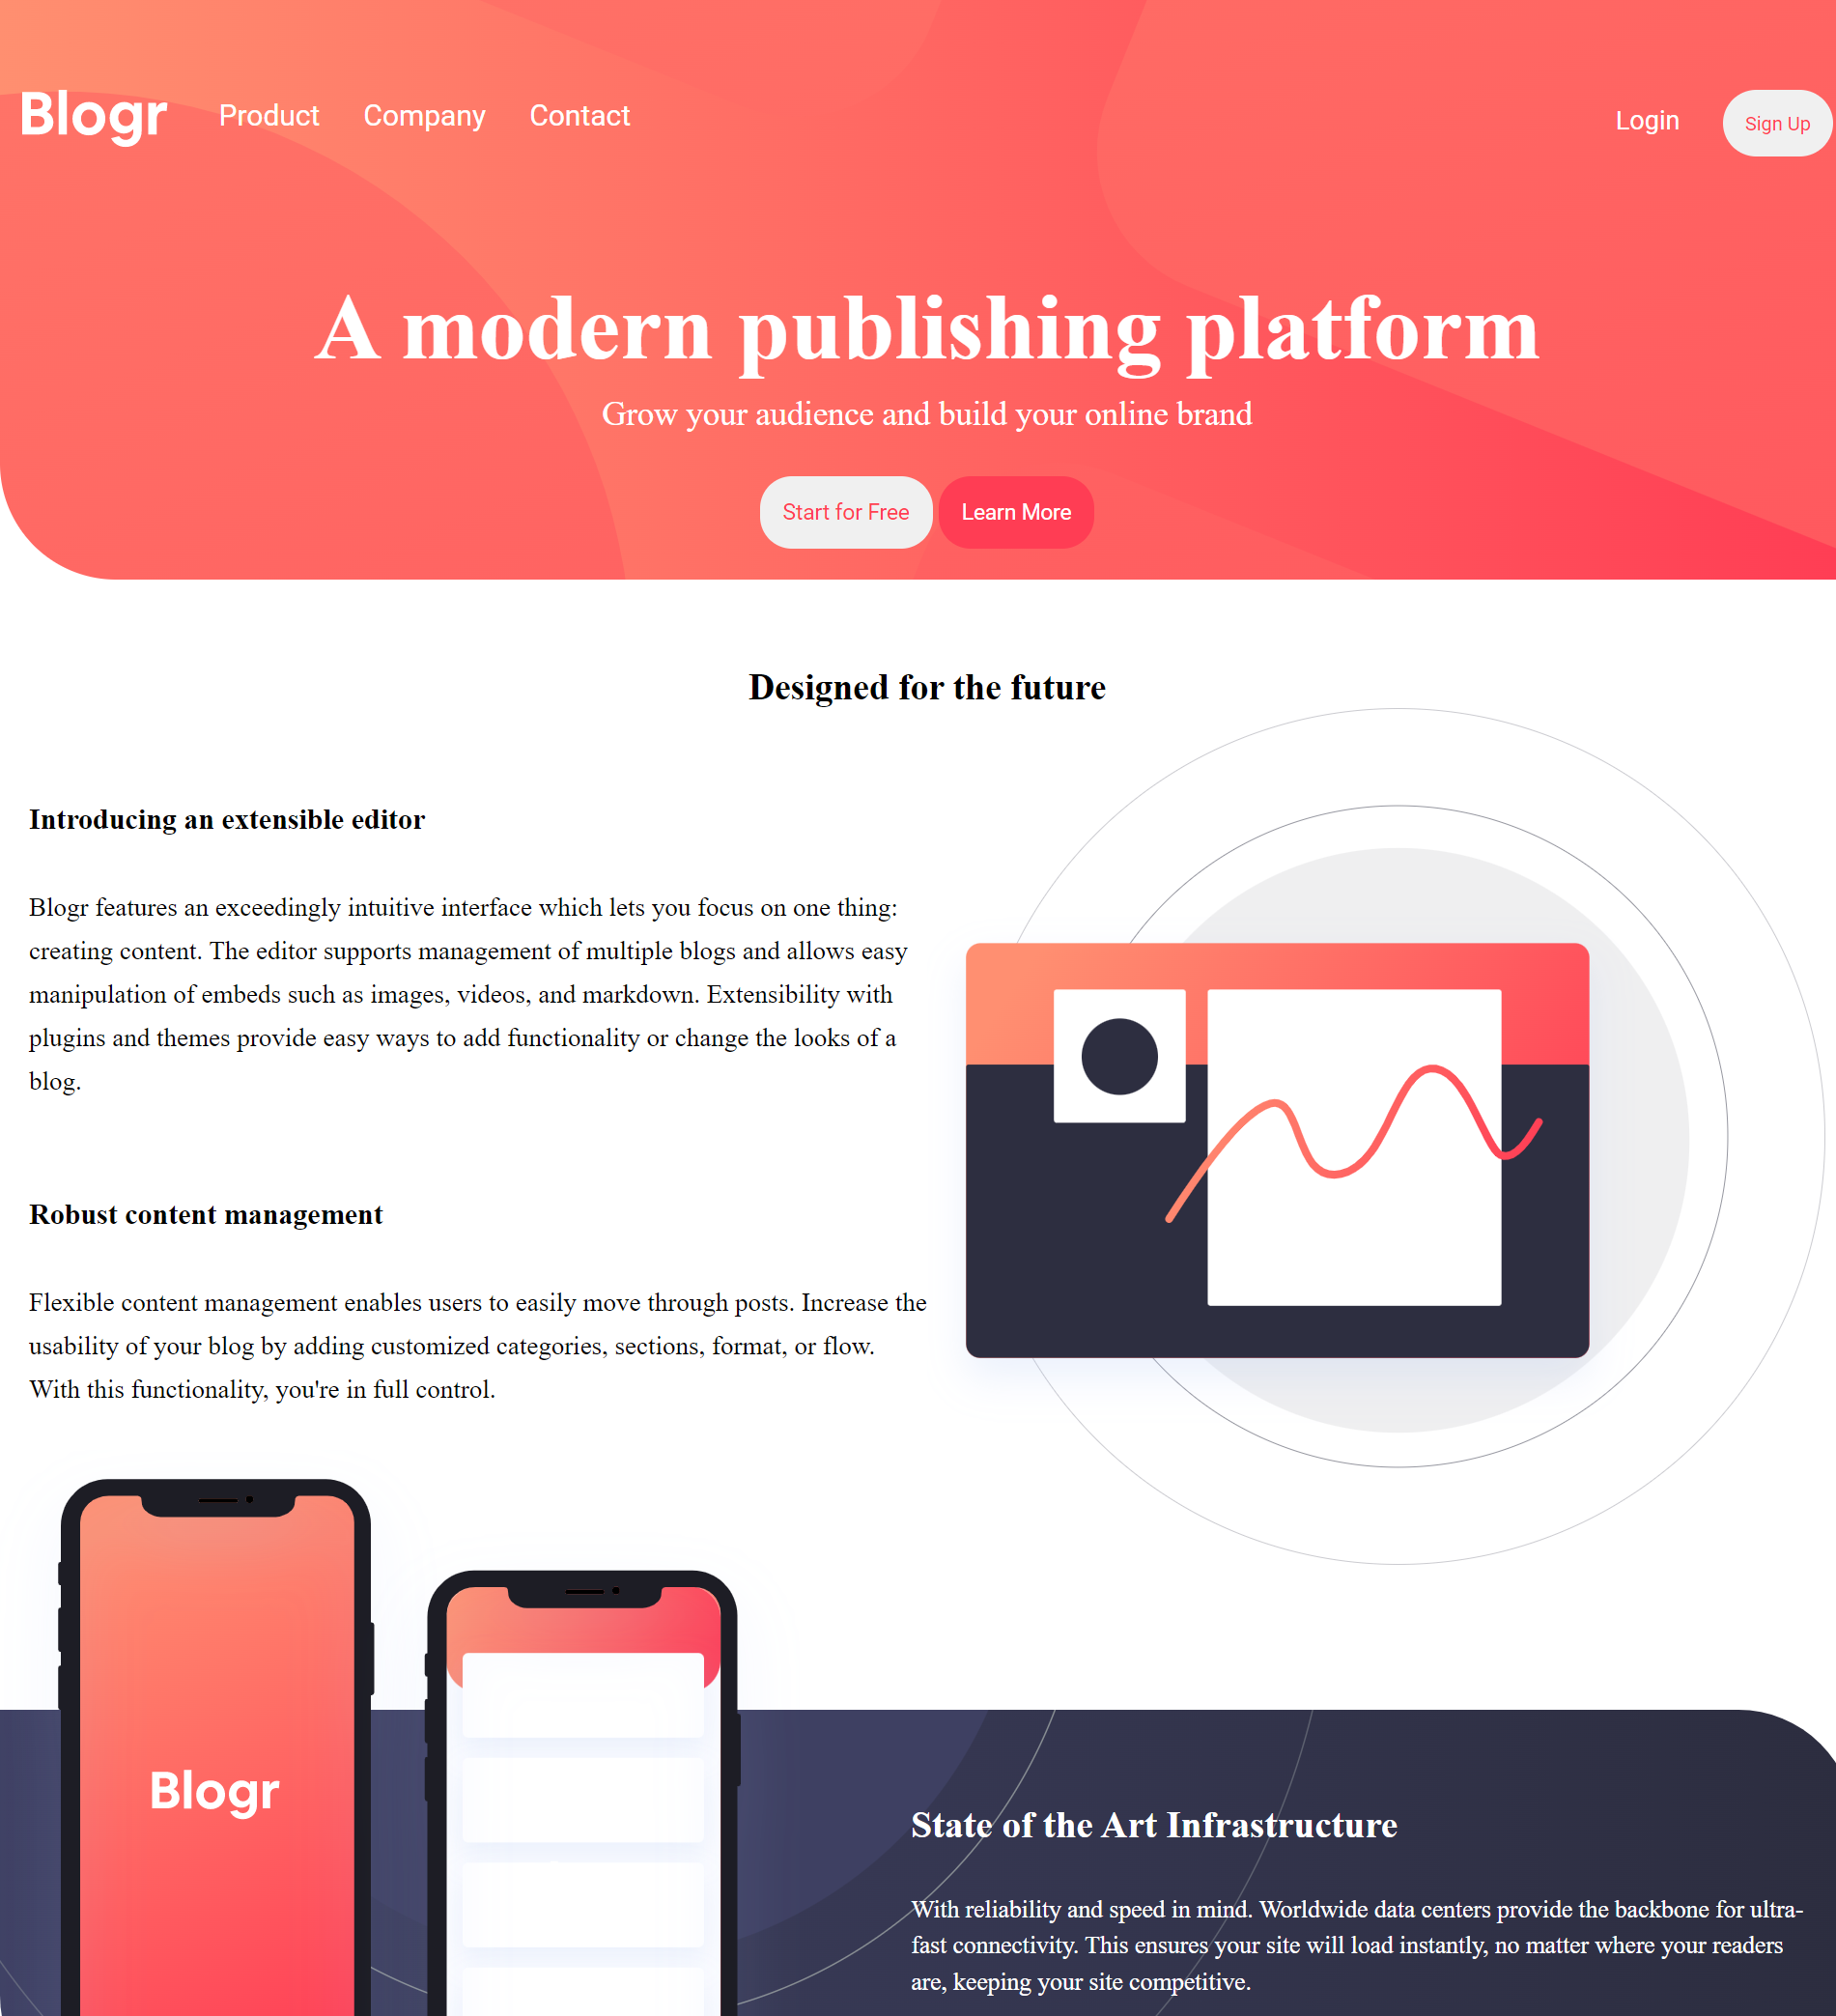 Blogr Product Company Contact Login Sign Up
A modern publishing platform
Grow your audience and build your online brand
Start for Free Learn More
Designed for the future
Introducing an extensible editor
Blogr features an exceedingly intuitive interface which lets you focus on one thing:
creating content. The editor supports management of multiple blogs and allows easy
manipulation of embeds such as images, videos, and markdown. Extensibility with
plugins and themes provide easy ways to add functionality or change the looks of a
blog.
Robust content management
Flexible content management enables users to easily move through posts. Increase the
usability of your blog by adding customized categories, sections, format, or flow.
With this functionality, you're in full control.
Blogr
State of the Art Infrastructure
With reliability and speed in mind. Worldwide data centers provide the backbone for ultra-
fast connectivity. This ensures your site will load instantly, no matter where your readers
are, keeping your site competitive.